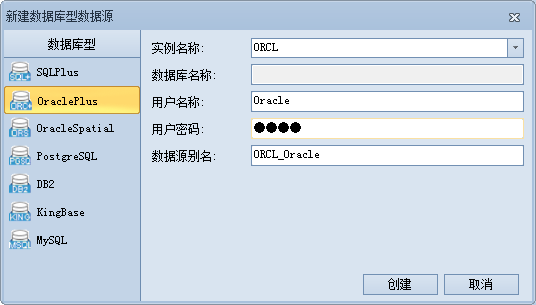 新建数据库型数据源
数据库型
SQLPlus
OraclePlus
OracleSpatial
PostgreSQL
DB2
KingBase
MySQL
实例名称: ORCL
数据库名称:
用户名称: Oracle
用户密码: ●●●●
数据源别名: ORCL_Oracle
创建 取消